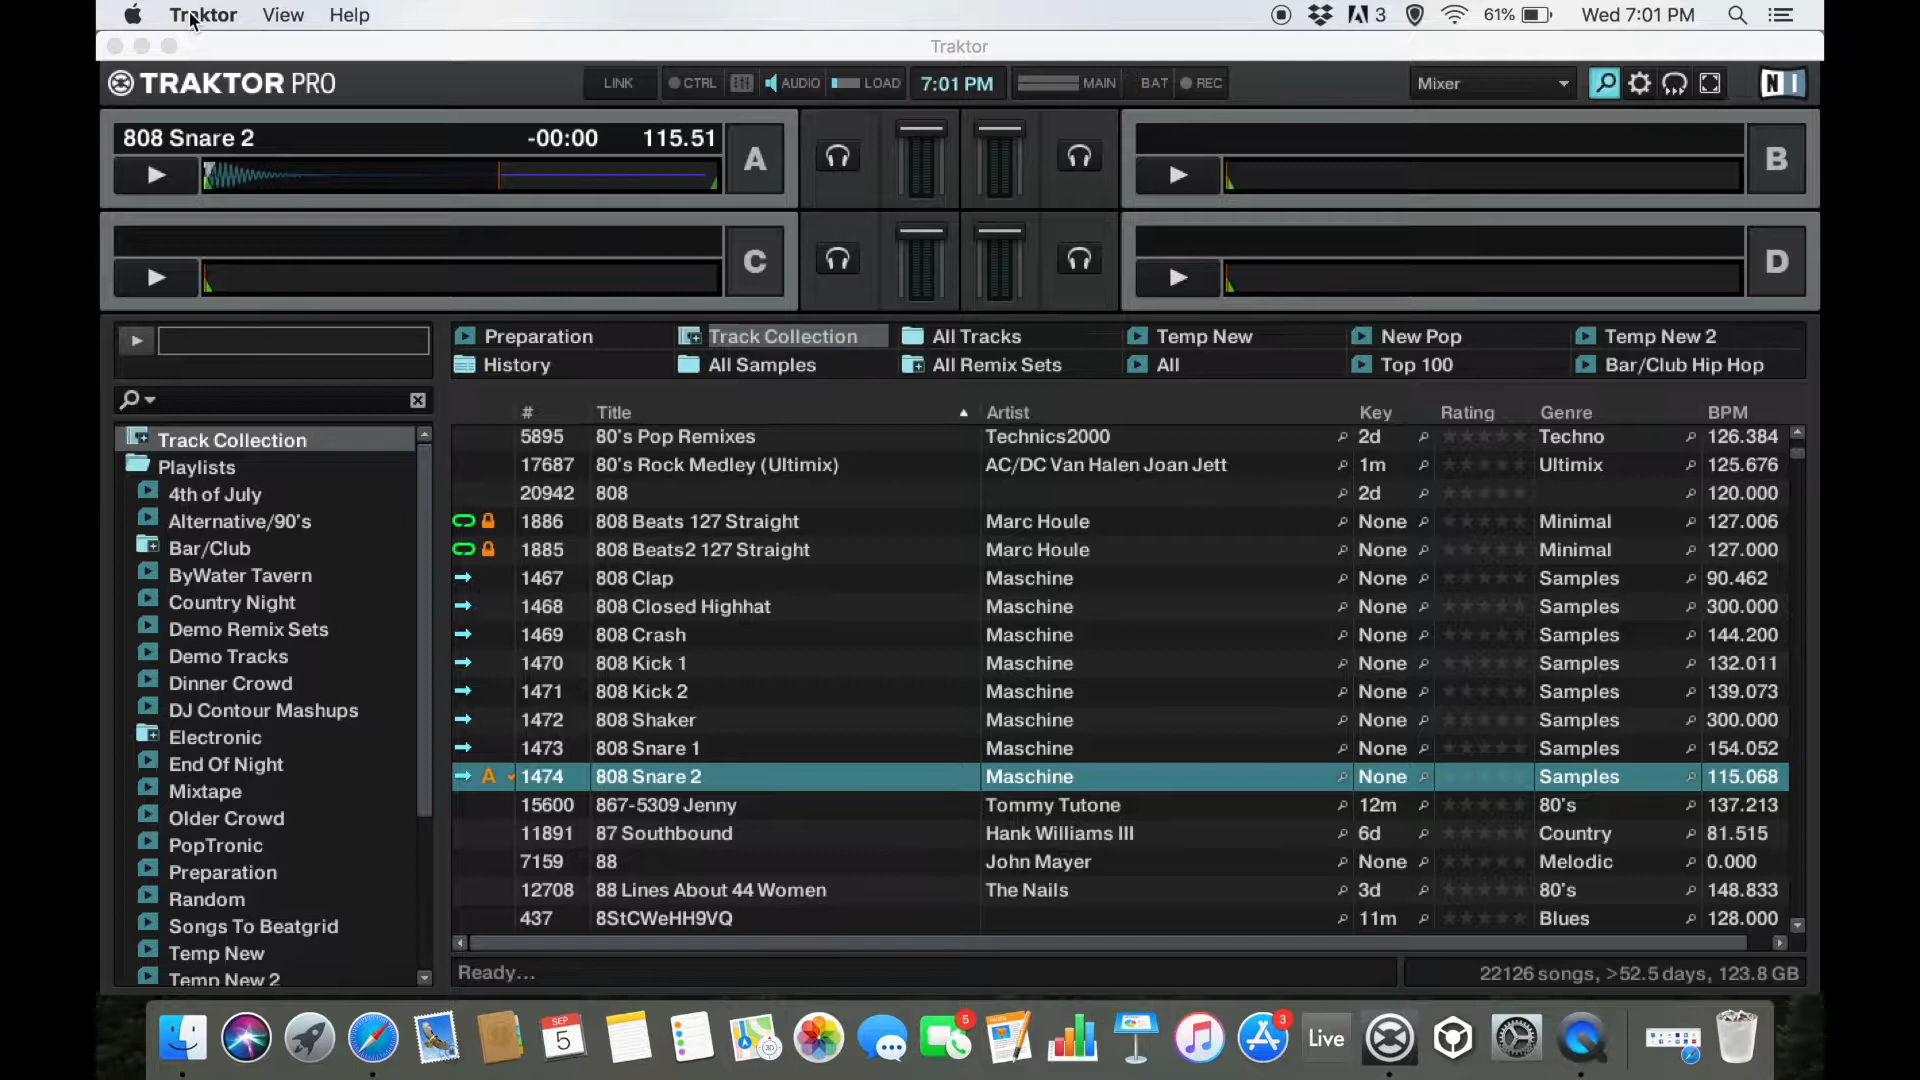 Traktor View Help 3 61% Wed 7:01 PM
Traktor
TRAKTOR PRO LINK CTRL AUDIO LOAD 7:01 PM MAIN BAT REC Mixer NI
808 Snare 2 -00:00 115.51 A B
C D
Preparation Track Collection All Tracks Temp New New Pop Temp New 2
History All Samples All Remix Sets All Top 100 Bar/Club Hip Hop
# Title Artist Key Rating Genre BPM
5895 80's Pop Remixes Technics2000 2d Techno 126.384
17687 80's Rock Medley (Ultimix) AC/DC Van Halen Joan Jett 1m Ultimix 125.676
20942 808 2d 120.000
1886 808 Beats 127 Straight Marc Houle None Minimal 127.006
1885 808 Beats2 127 Straight Marc Houle None Minimal 127.000
1467 808 Clap Maschine None Samples 90.462
1468 808 Closed Highhat Maschine None Samples 300.000
1469 808 Crash Maschine None Samples 144.200
1470 808 Kick 1 Maschine None Samples 132.011
1471 808 Kick 2 Maschine None Samples 139.073
1472 808 Shaker Maschine None Samples 300.000
1473 808 Snare 1 Maschine None Samples 154.052
A 1474 808 Snare 2 Maschine None Samples 115.068
15600 867-5309 Jenny Tommy Tutone 12m 80's 137.213
11891 87 Southbound Hank Williams III 6d Country 81.515
7159 88 John Mayer None Melodic 0.000
12708 88 Lines About 44 Women The Nails 3d 80's 148.833
437 8StCWeHH9VQ 11m Blues 128.000
Track Collection
Playlists
4th of July
Alternative/90's
Bar/Club
ByWater Tavern
Country Night
Demo Remix Sets
Demo Tracks
Dinner Crowd
DJ Contour Mashups
Electronic
End Of Night
Mixtape
Older Crowd
PopTronic
Preparation
Random
Songs To Beatgrid
Temp New
Temp New 2
Ready... 22126 songs, >52.5 days, 123.8 GB
SEP 5 5 3 Live